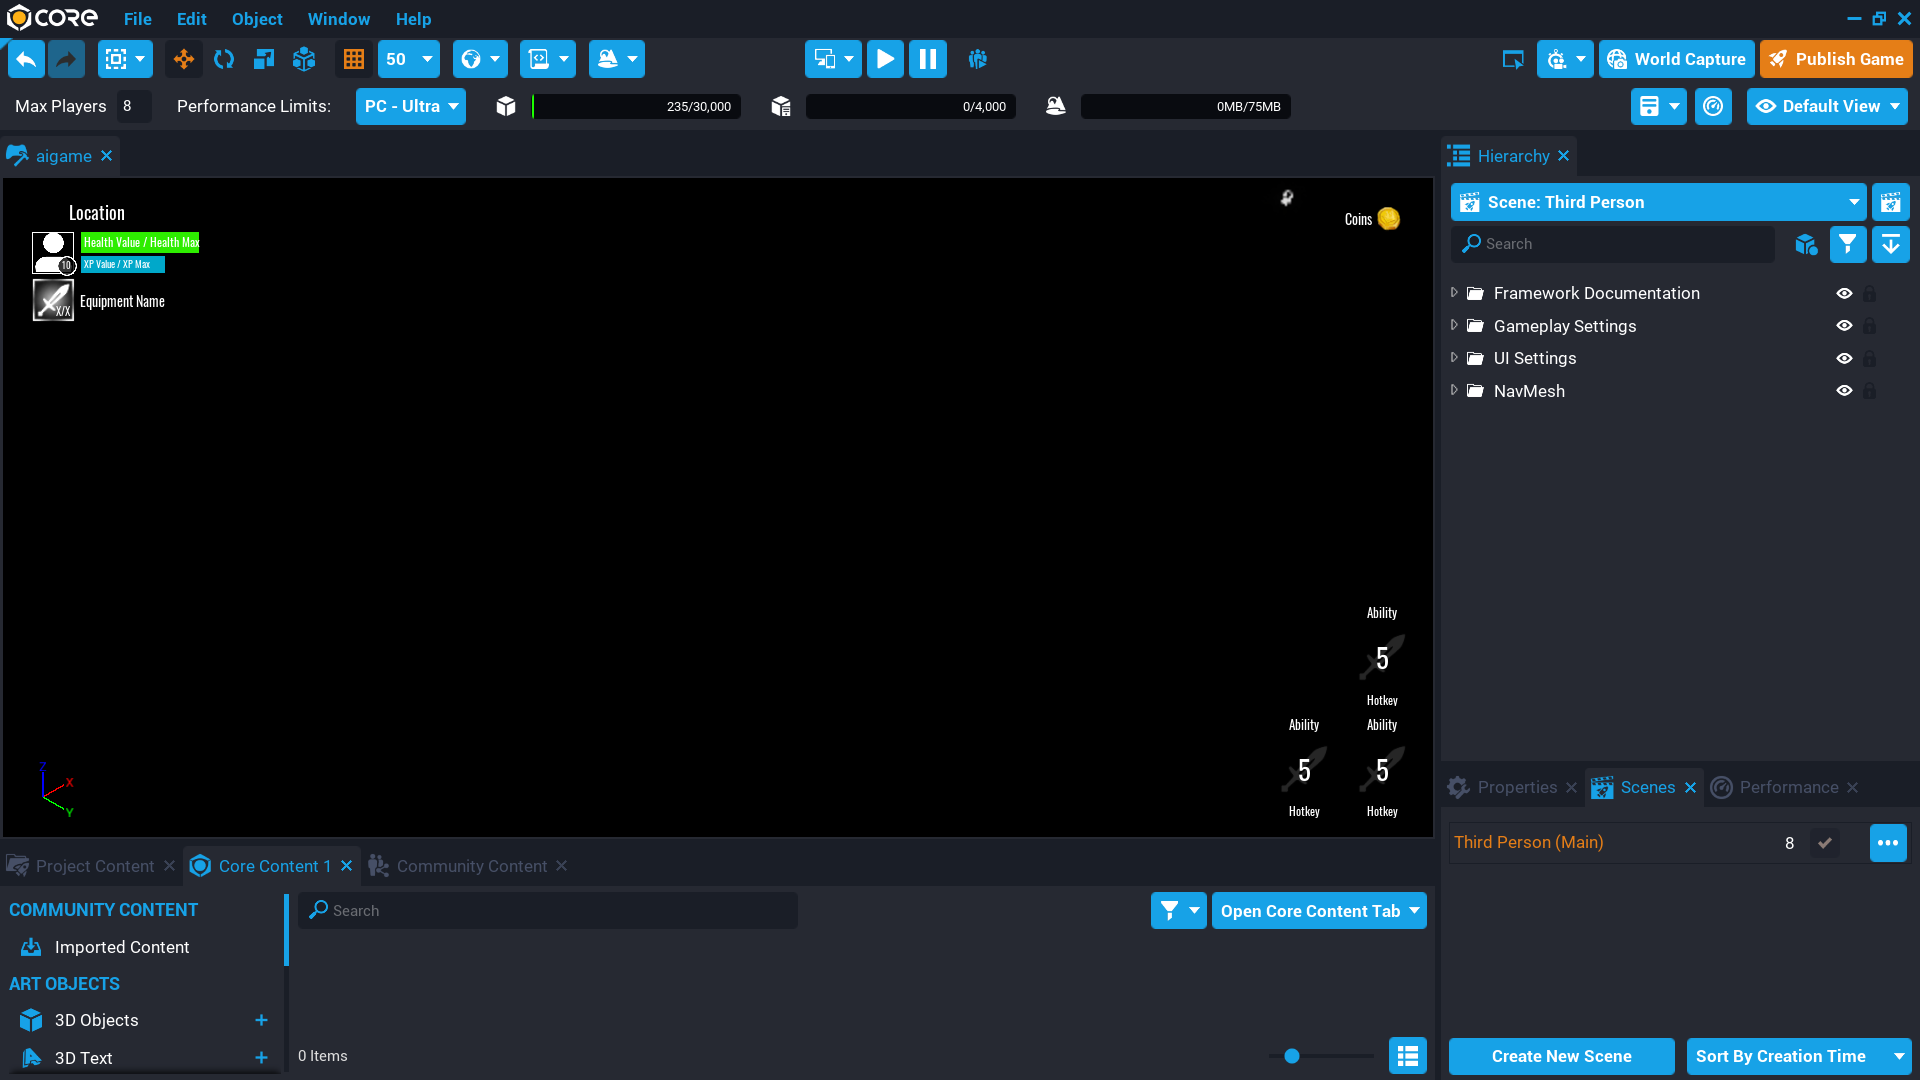 CORE File Edit Object Window Help
50 World Capture Publish Game
Max Players 8 Performance Limits: PC - Ultra 235/30,000 0/4,000 0MB/75MB Default View
aigame
Location
Health Value / Health Max
10
XP Value / XP Max
X/X
Equipment Name
Coins
Ability
5
Hotkey
Ability Ability
5 5
Hotkey Hotkey
Z
X
Y
Hierarchy
Scene: Third Person
Search
Framework Documentation
Gameplay Settings
UI Settings
NavMesh
Project Content Core Content 1 Community Content
COMMUNITY CONTENT
Imported Content
ART OBJECTS
3D Objects
3D Text
Search
Open Core Content Tab
0 Items
Properties Scenes Performance
Third Person (Main) 8
Create New Scene Sort By Creation Time